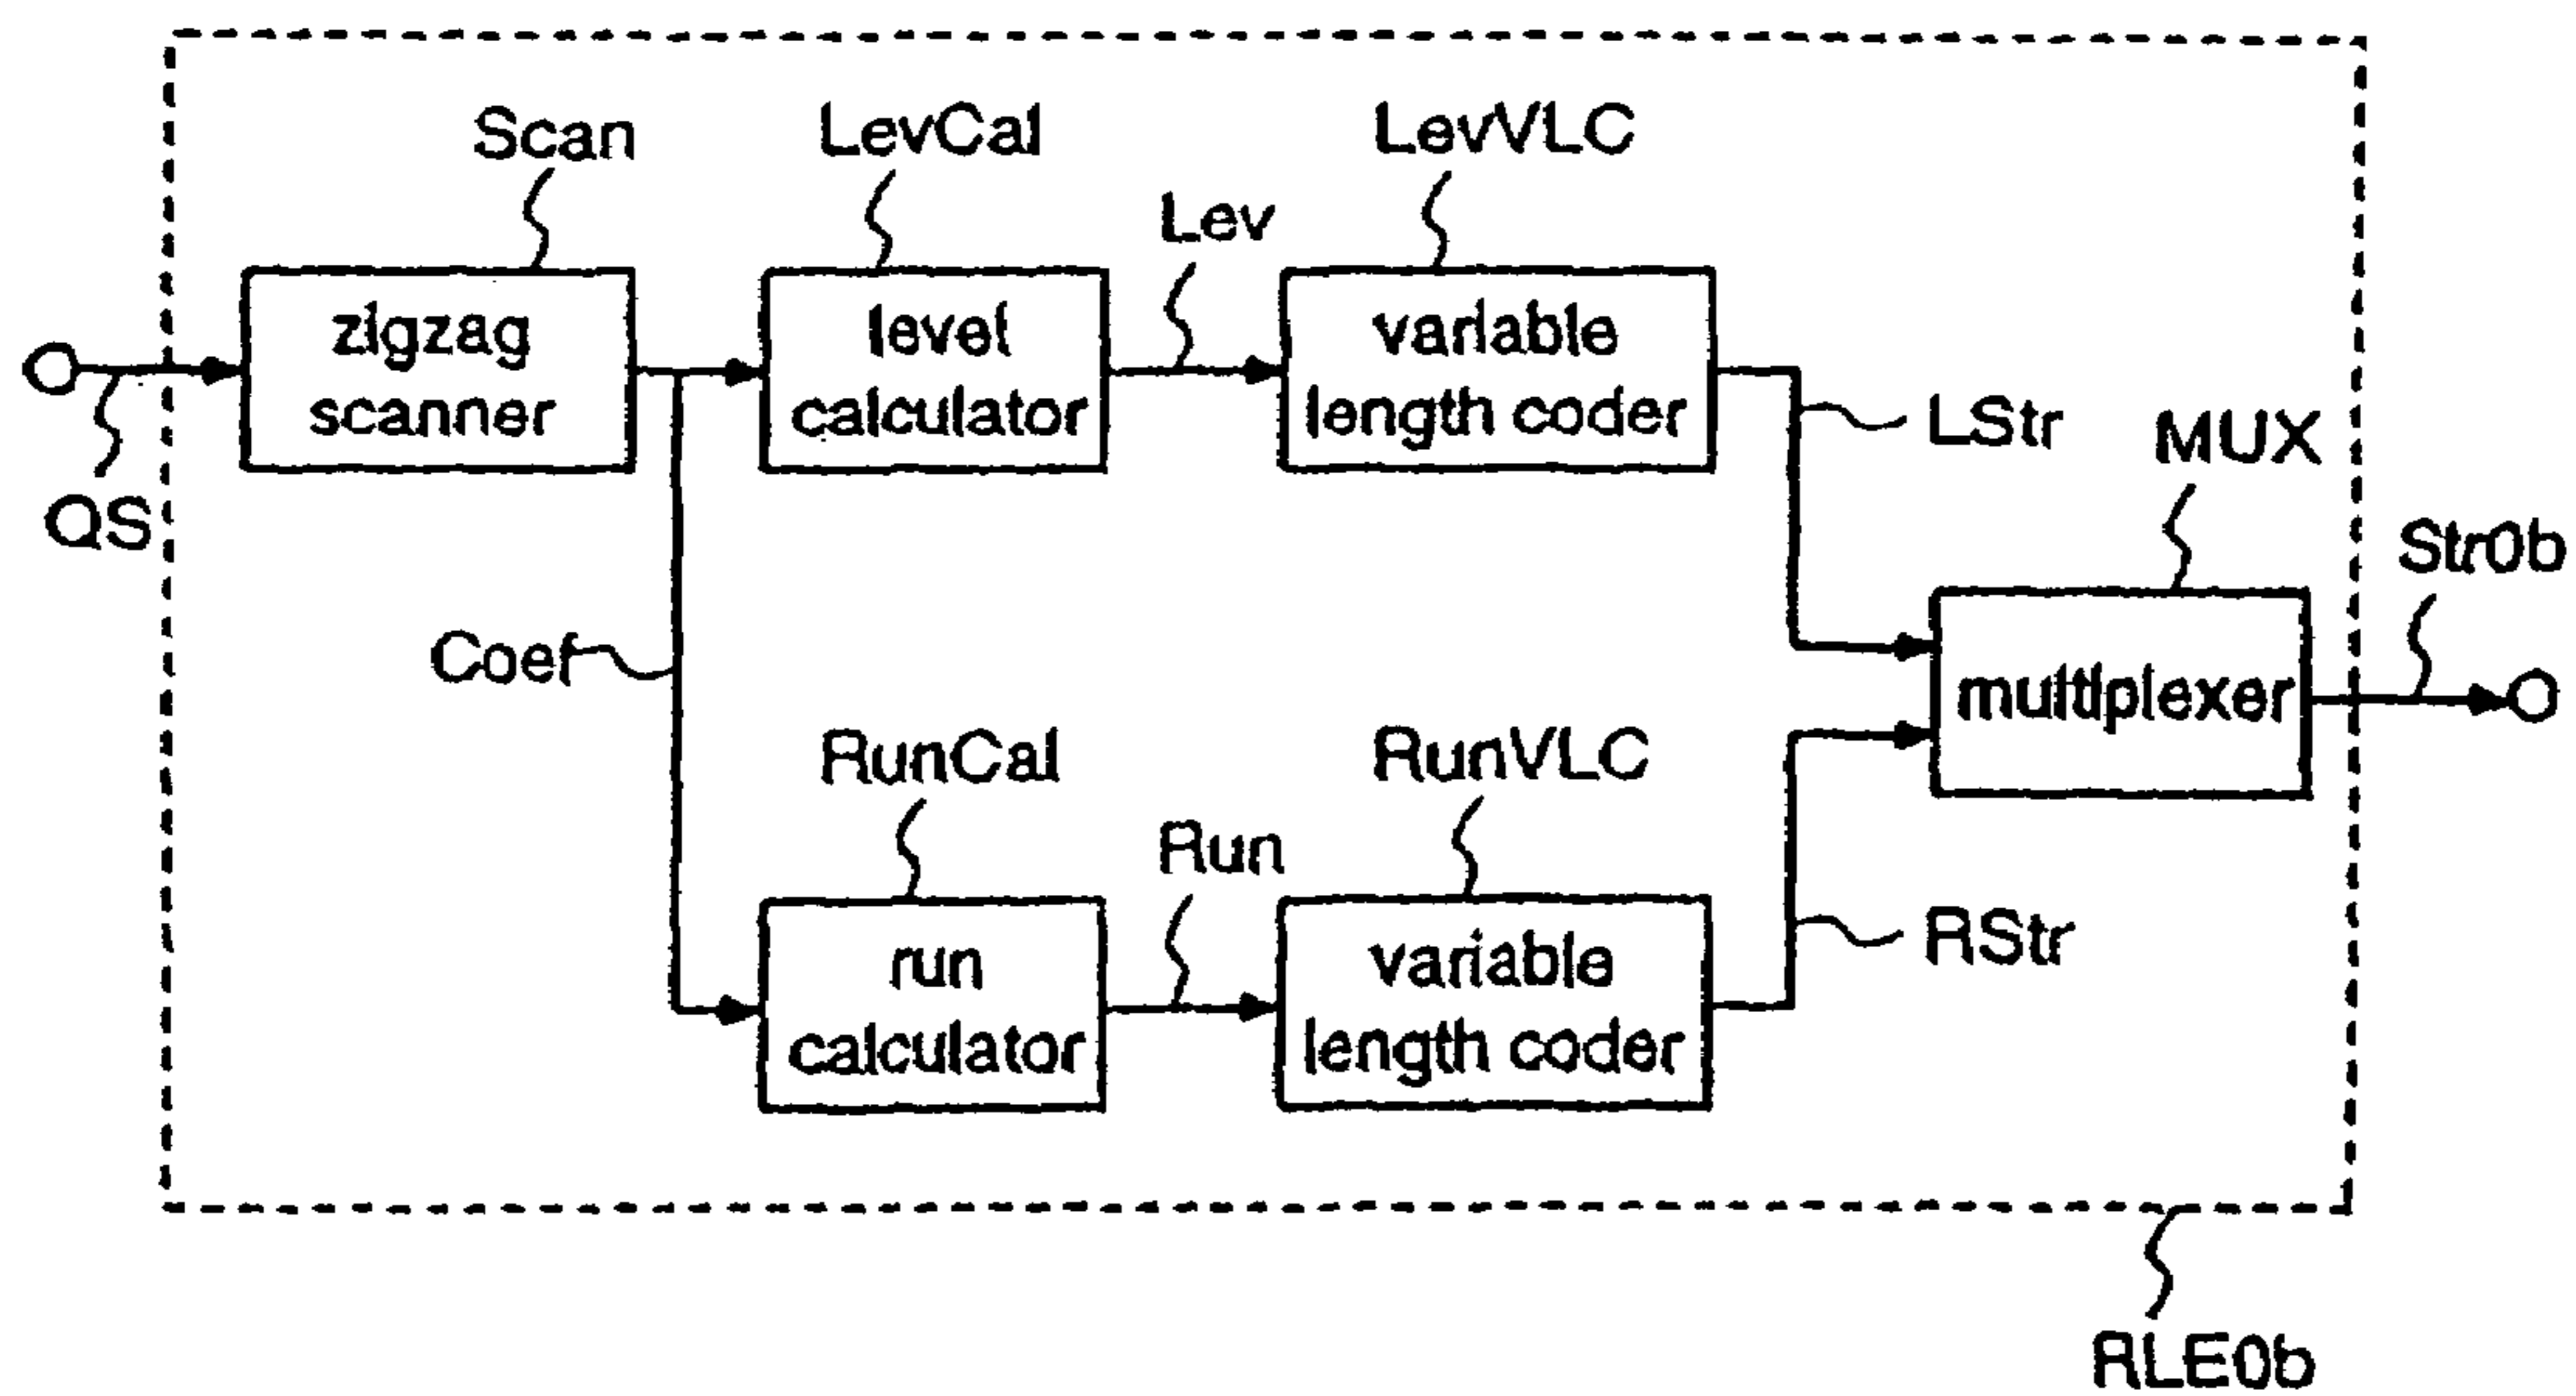 Scan
LevCal
LevVLC
Lev
zigzag
scanner
level
calculator
variable
length coder
QS
LStr
MUX
Str0b
Coef
multiplexer
RunCal
RunVLC
Run
run
calculator
variable
length coder
RStr
RLE0b